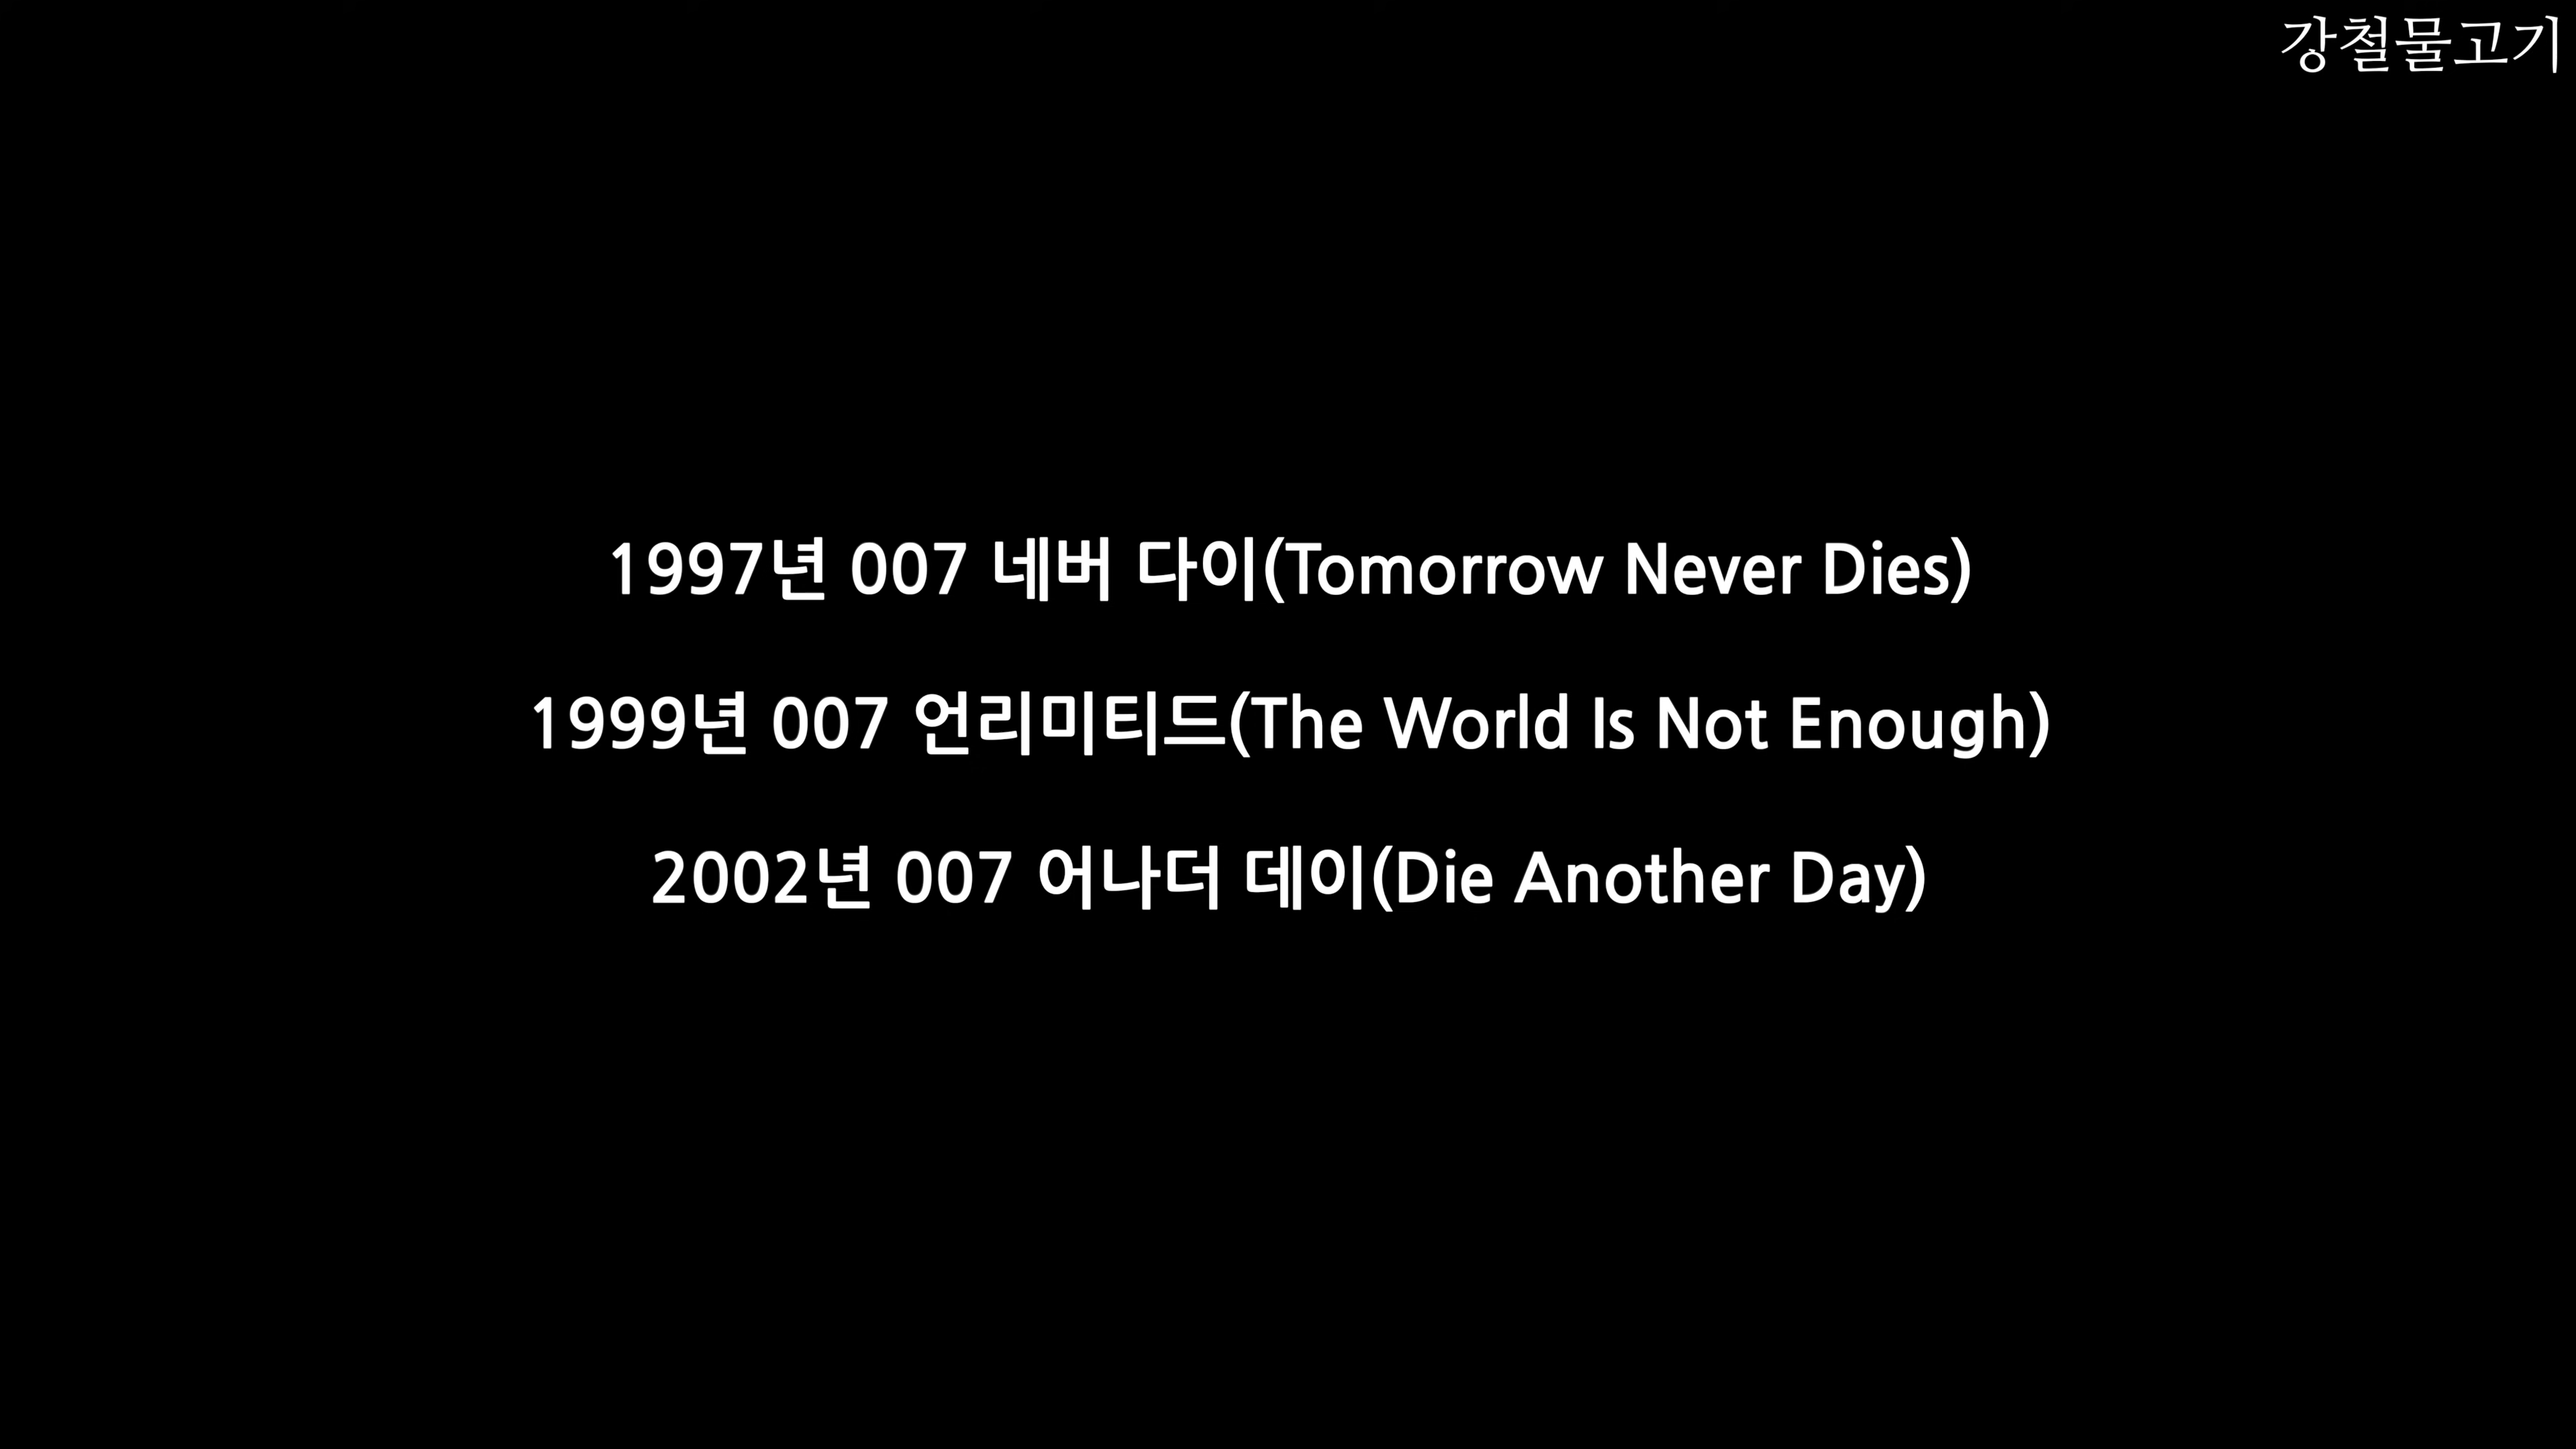 강철물고기
1997년 007 네버 다이(Tomorrow Never Dies)
1999년 007 언리미티드(The World Is Not Enough)
2002년 007 어나더 데이(Die Another Day)